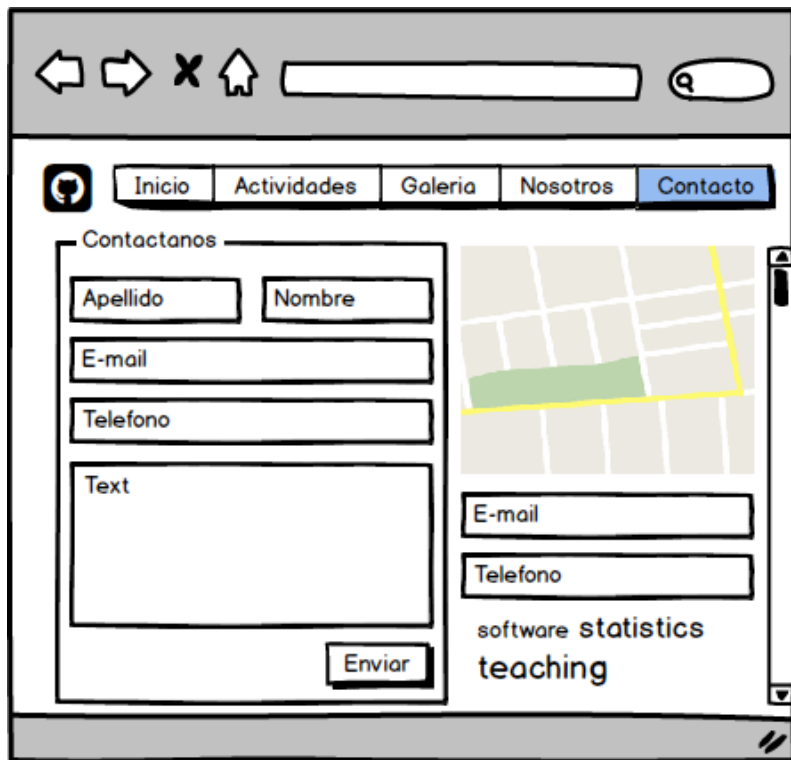 Inicio Actividades Galeria Nosotros Contacto
Contactanos
Apellido Nombre
E-mail
Telefono
Text
Enviar
E-mail
Telefono
software statistics
teaching